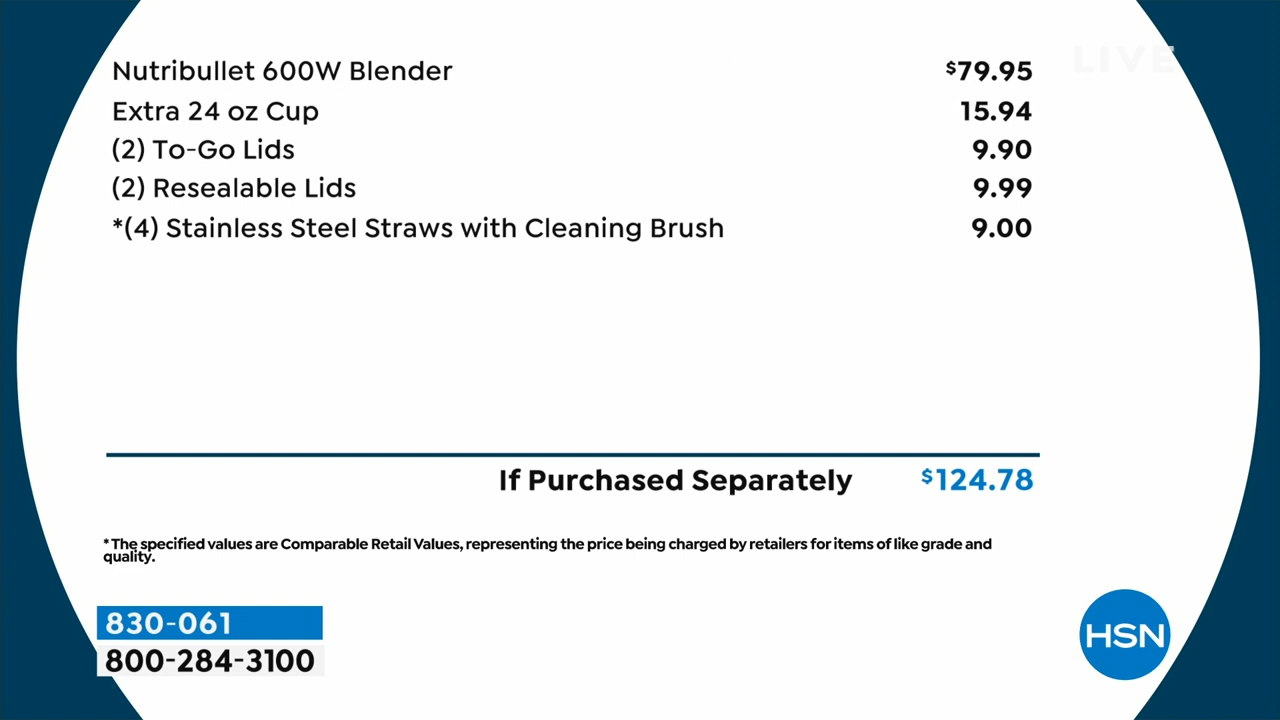 LIVE
Nutribullet 600W Blender $79.95
Extra 24 oz Cup 15.94
(2) To-Go Lids 9.90
(2) Resealable Lids 9.99
*(4) Stainless Steel Straws with Cleaning Brush 9.00
If Purchased Separately $124.78
* The specified values are Comparable Retail Values, representing the price being charged by retailers for items of like grade and
quality.
830-061
800-284-3100
HSN